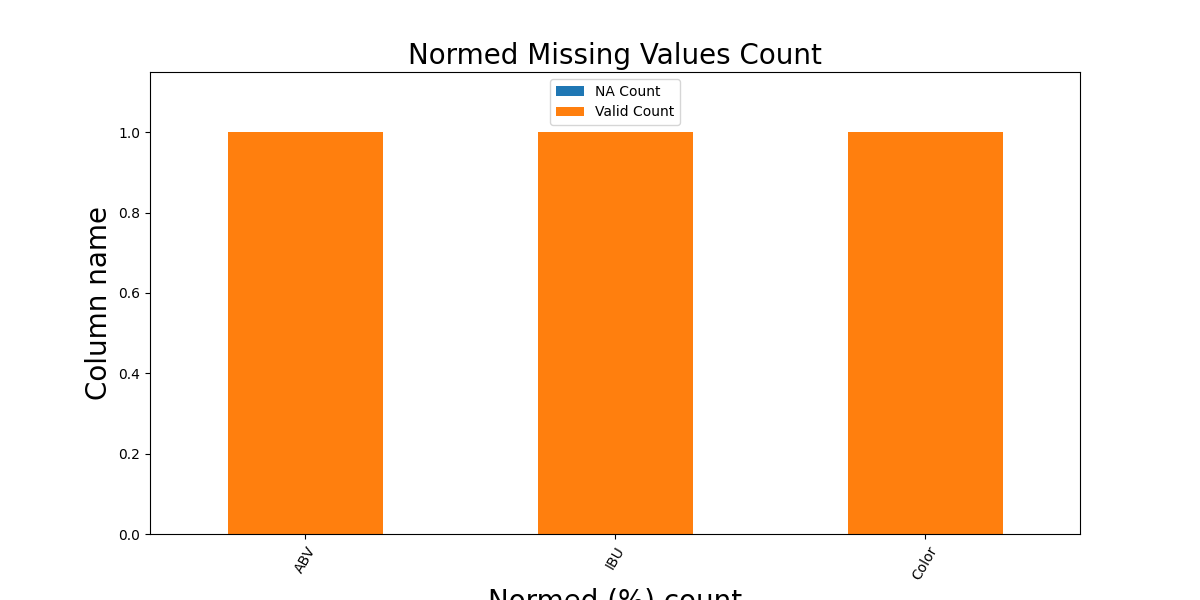 Normed Missing Values Count
NA Count
Valid Count
1.0
0.8
0.6
0.4
0.2
0.0
Column name
ABV
IBU
Color
Normed (%) count